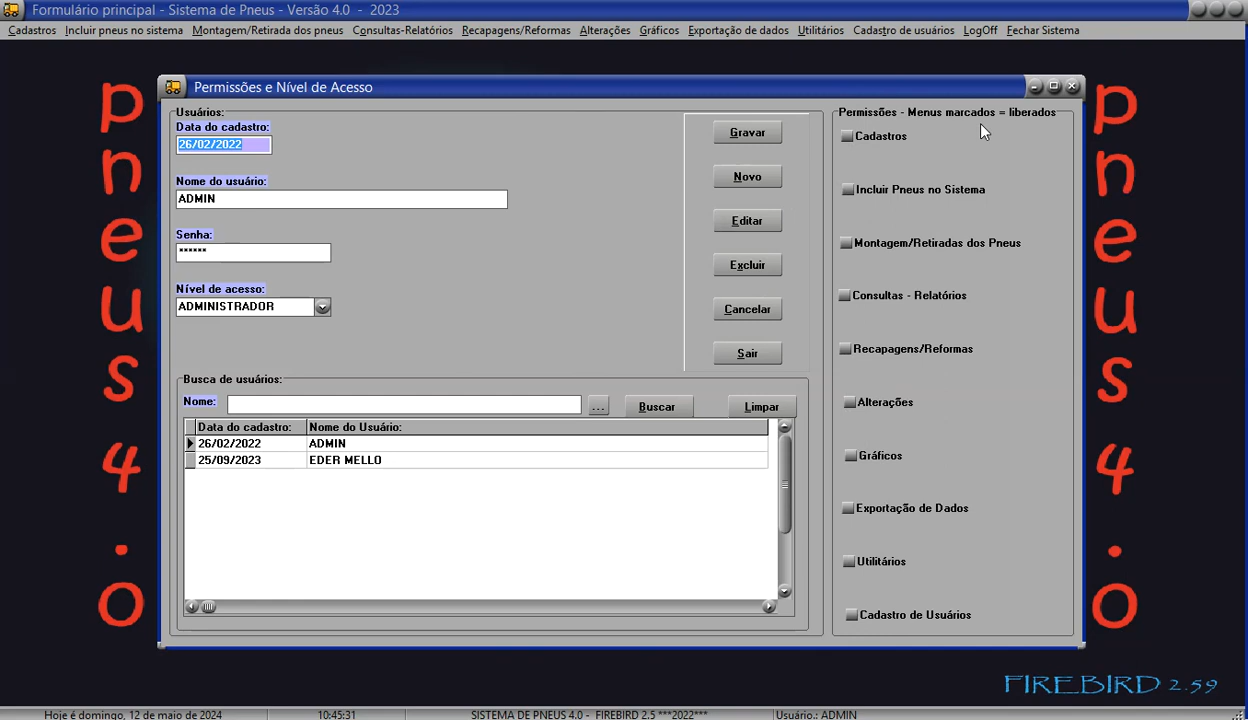 Formulário principal - Sistema de Pneus - Versão 4.0 - 2023
Cadastros Incluir pneus no sistema Montagem/Retirada dos pneus Consultas-Relatórios Recapagens/Reformas Alterações Gráficos Exportação de dados Utilitários Cadastro de usuários LogOff Fechar Sistema
pneus 4.0
Permissões e Nível de Acesso
Usuários:
Data do cadastro:
26/02/2022
Nome do usuário:
ADMIN
Senha:
******
Nível de acesso:
ADMINISTRADOR
Gravar
Novo
Editar
Excluir
Cancelar
Sair
Busca de usuários:
Nome: ... Buscar Limpar
Data do cadastro: Nome do Usuário:
26/02/2022 ADMIN
25/09/2023 EDER MELLO
Permissões - Menus marcados = liberados
Cadastros
Incluir Pneus no Sistema
Montagem/Retiradas dos Pneus
Consultas - Relatórios
Recapagens/Reformas
Alterações
Gráficos
Exportação de Dados
Utilitários
Cadastro de Usuários
pneus 4.0
FIREBIRD 2.59
Hoje é domingo, 12 de maio de 2024 10:45:31 SISTEMA DE PNEUS 4.0 - FIREBIRD 2.5 ***2022*** Usuário.: ADMIN